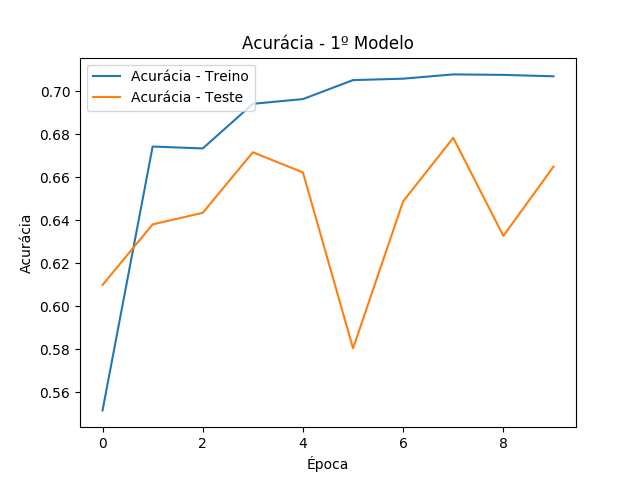 Acurácia - 1º Modelo
Acurácia - Treino
Acurácia - Teste
0.70
0.68
0.66
0.64
0.62
0.60
0.58
0.56
Acurácia
0 2 4 6 8
Época